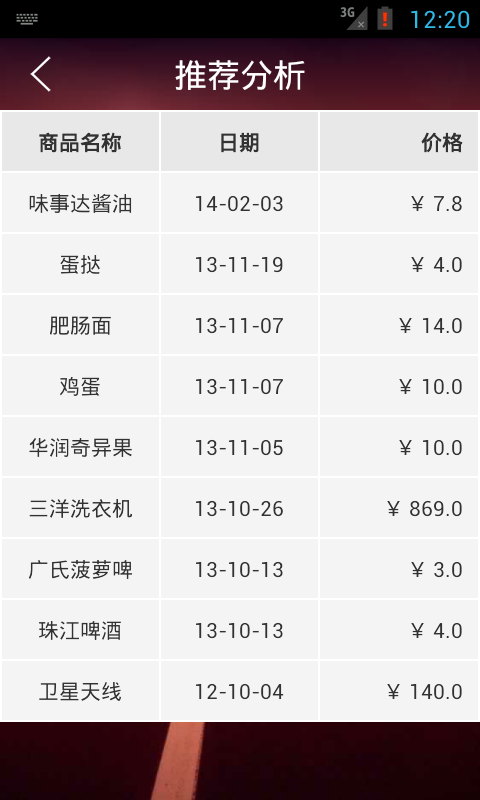 3G 12:20
推荐分析
商品名称 日期 价格
味事达酱油 14-02-03 ¥ 7.8
蛋挞 13-11-19 ¥ 4.0
肥肠面 13-11-07 ¥ 14.0
鸡蛋 13-11-07 ¥ 10.0
华润奇异果 13-11-05 ¥ 10.0
三洋洗衣机 13-10-26 ¥ 869.0
广氏菠萝啤 13-10-13 ¥ 3.0
珠江啤酒 13-10-13 ¥ 4.0
卫星天线 12-10-04 ¥ 140.0